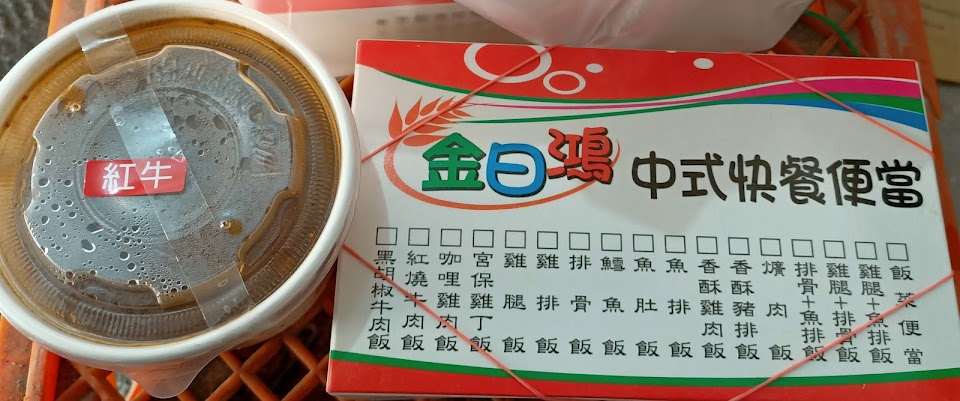 紅牛
金日鴻 中式快餐便當
黑胡椒牛肉飯
紅燒牛肉飯
咖哩雞肉飯
宮保雞丁飯
雞腿飯
雞排飯
排骨飯
鱈魚飯
魚肚飯
魚排飯
香酥雞肉飯
香酥豬排飯
爌肉飯
排骨+魚排飯
雞腿+排骨飯
雞腿+魚排飯
飯菜便當